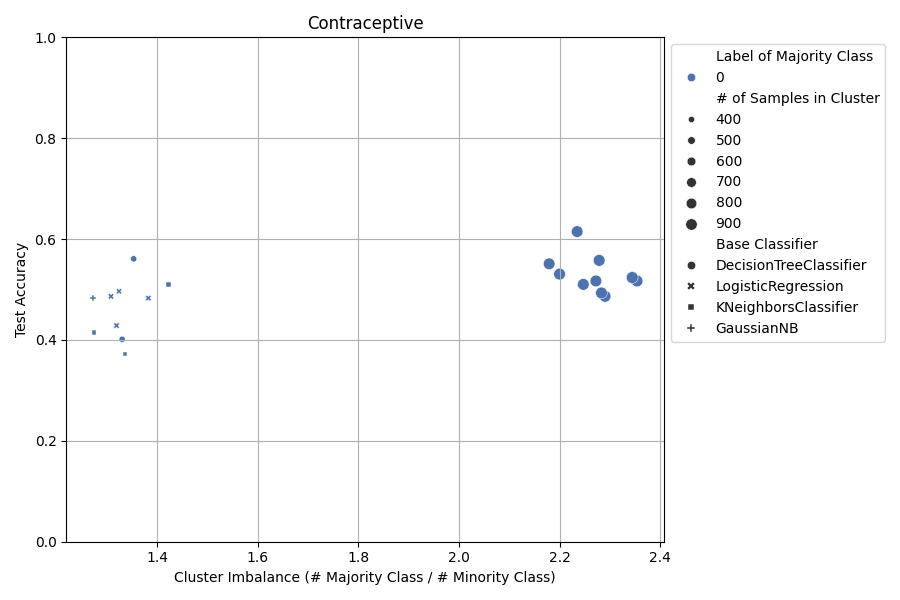 Contraceptive
Test Accuracy
1.0
0.8
0.6
0.4
0.2
0.0
1.4
1.6
1.8
2.0
2.2
2.4
Cluster Imbalance (# Majority Class / # Minority Class)
Label of Majority Class
0
# of Samples in Cluster
400
500
600
700
800
900
Base Classifier
DecisionTreeClassifier
LogisticRegression
KNeighborsClassifier
GaussianNB